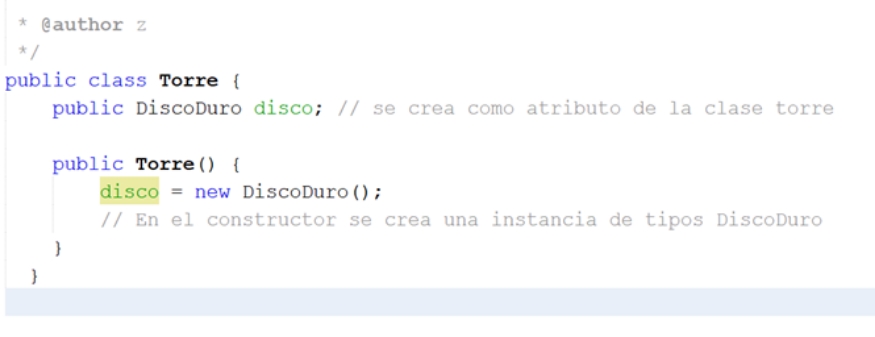 * @author z
*/
public class Torre {
public DiscoDuro disco; // se crea como atributo de la clase torre
public Torre() {
disco = new DiscoDuro();
// En el constructor se crea una instancia de tipos DiscoDuro
}
}